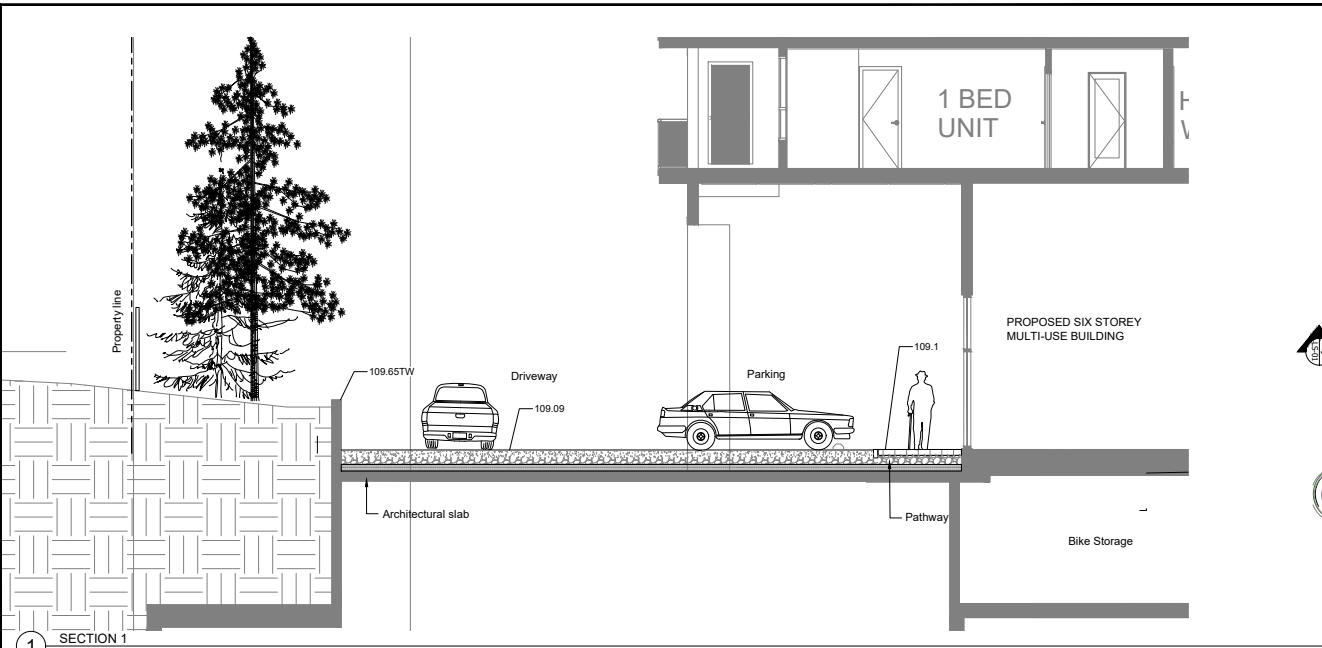 1 BED
UNIT
Property line
PROPOSED SIX STOREY
MULTI-USE BUILDING
109.65TW
Driveway
109.09
Parking
109.1
Architectural slab
Pathway
Bike Storage
1
SECTION 1